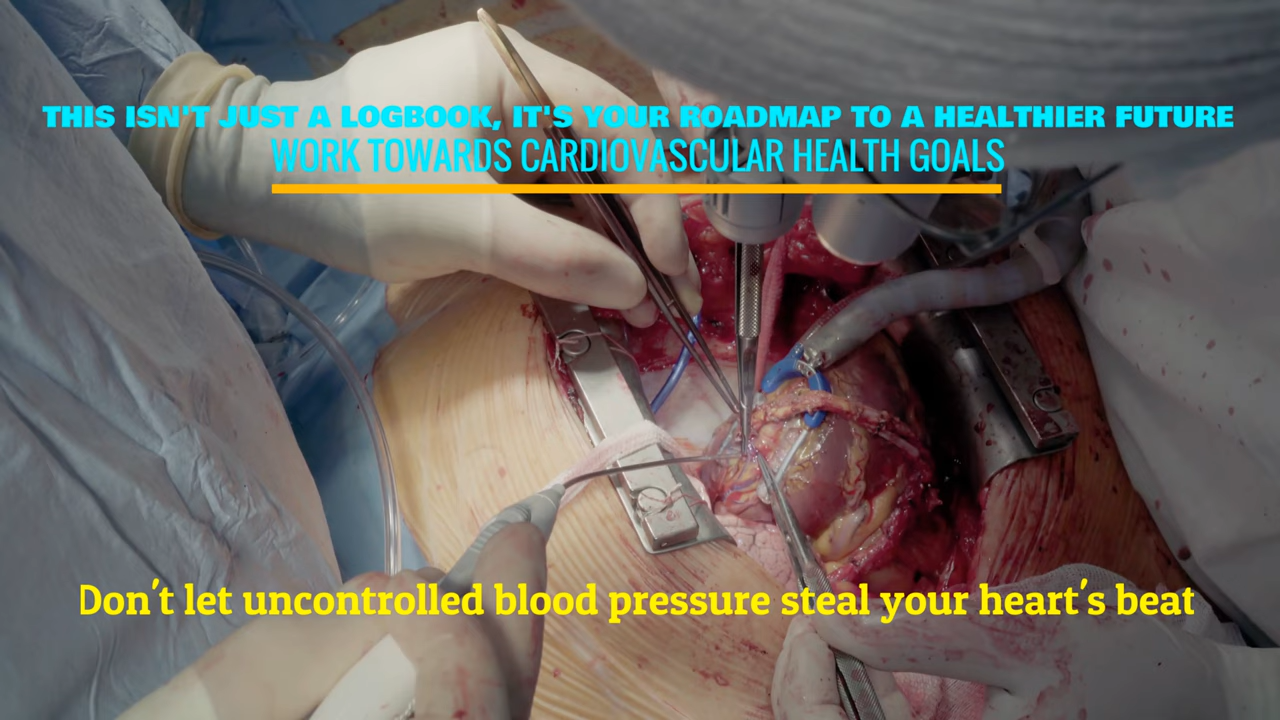 THIS ISN'T JUST A LOGBOOK, IT'S YOUR ROADMAP TO A HEALTHIER FUTURE
WORK TOWARDS CARDIOVASCULAR HEALTH GOALS
Don't let uncontrolled blood pressure steal your heart's beat